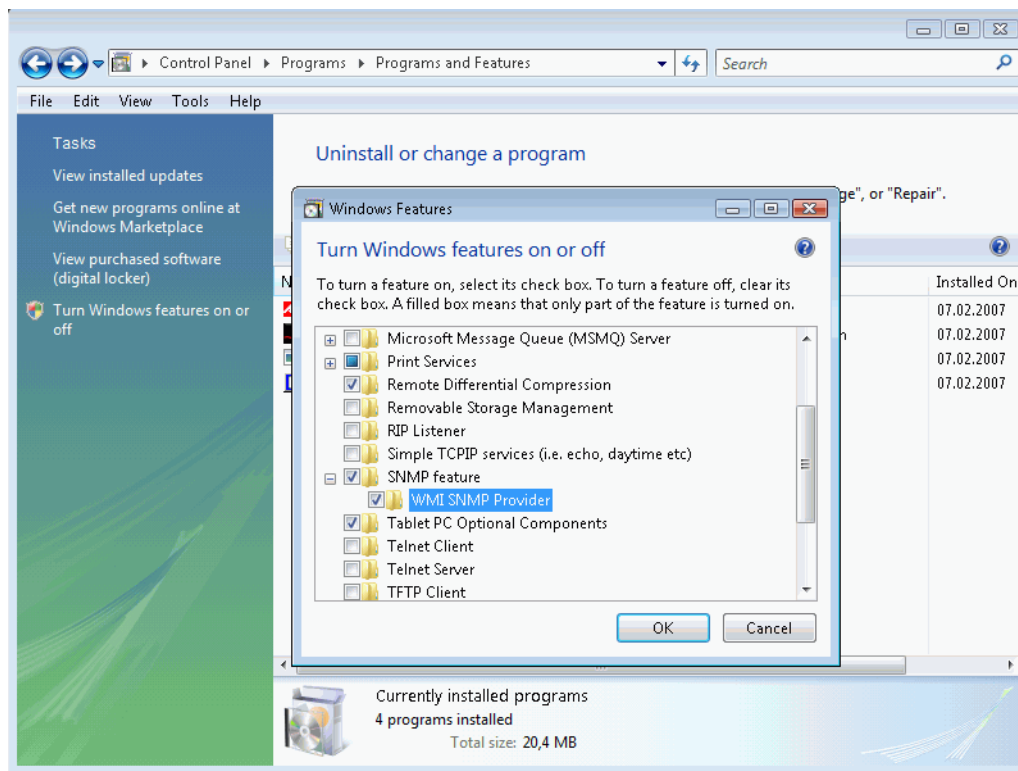 Control Panel Programs Programs and Features
Search
File Edit View Tools Help
Tasks
View installed updates
Get new programs online at
Windows Marketplace
View purchased software
(digital locker)
Turn Windows features on or
off
Uninstall or change a program
ge", or "Repair".
N
Installed On
07.02.2007
n 07.02.2007
07.02.2007
07.02.2007
Windows Features
Turn Windows features on or off
To turn a feature on, select its check box. To turn a feature off, clear its
check box. A filled box means that only part of the feature is turned on.
Microsoft Message Queue (MSMQ) Server
Print Services
Remote Differential Compression
Removable Storage Management
RIP Listener
Simple TCPIP services (i.e. echo, daytime etc)
SNMP feature
WMI SNMP Provider
Tablet PC Optional Components
Telnet Client
Telnet Server
TFTP Client
OK Cancel
Currently installed programs
4 programs installed
Total size: 20,4 MB